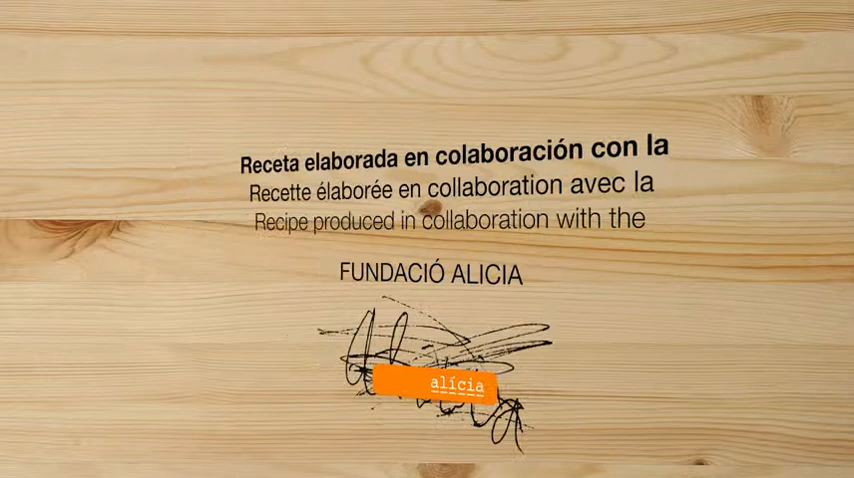 Receta elaborada en colaboración con la
Recette élaborée en collaboration avec la
Recipe produced in collaboration with the
FUNDACIÓ ALICIA
alícia